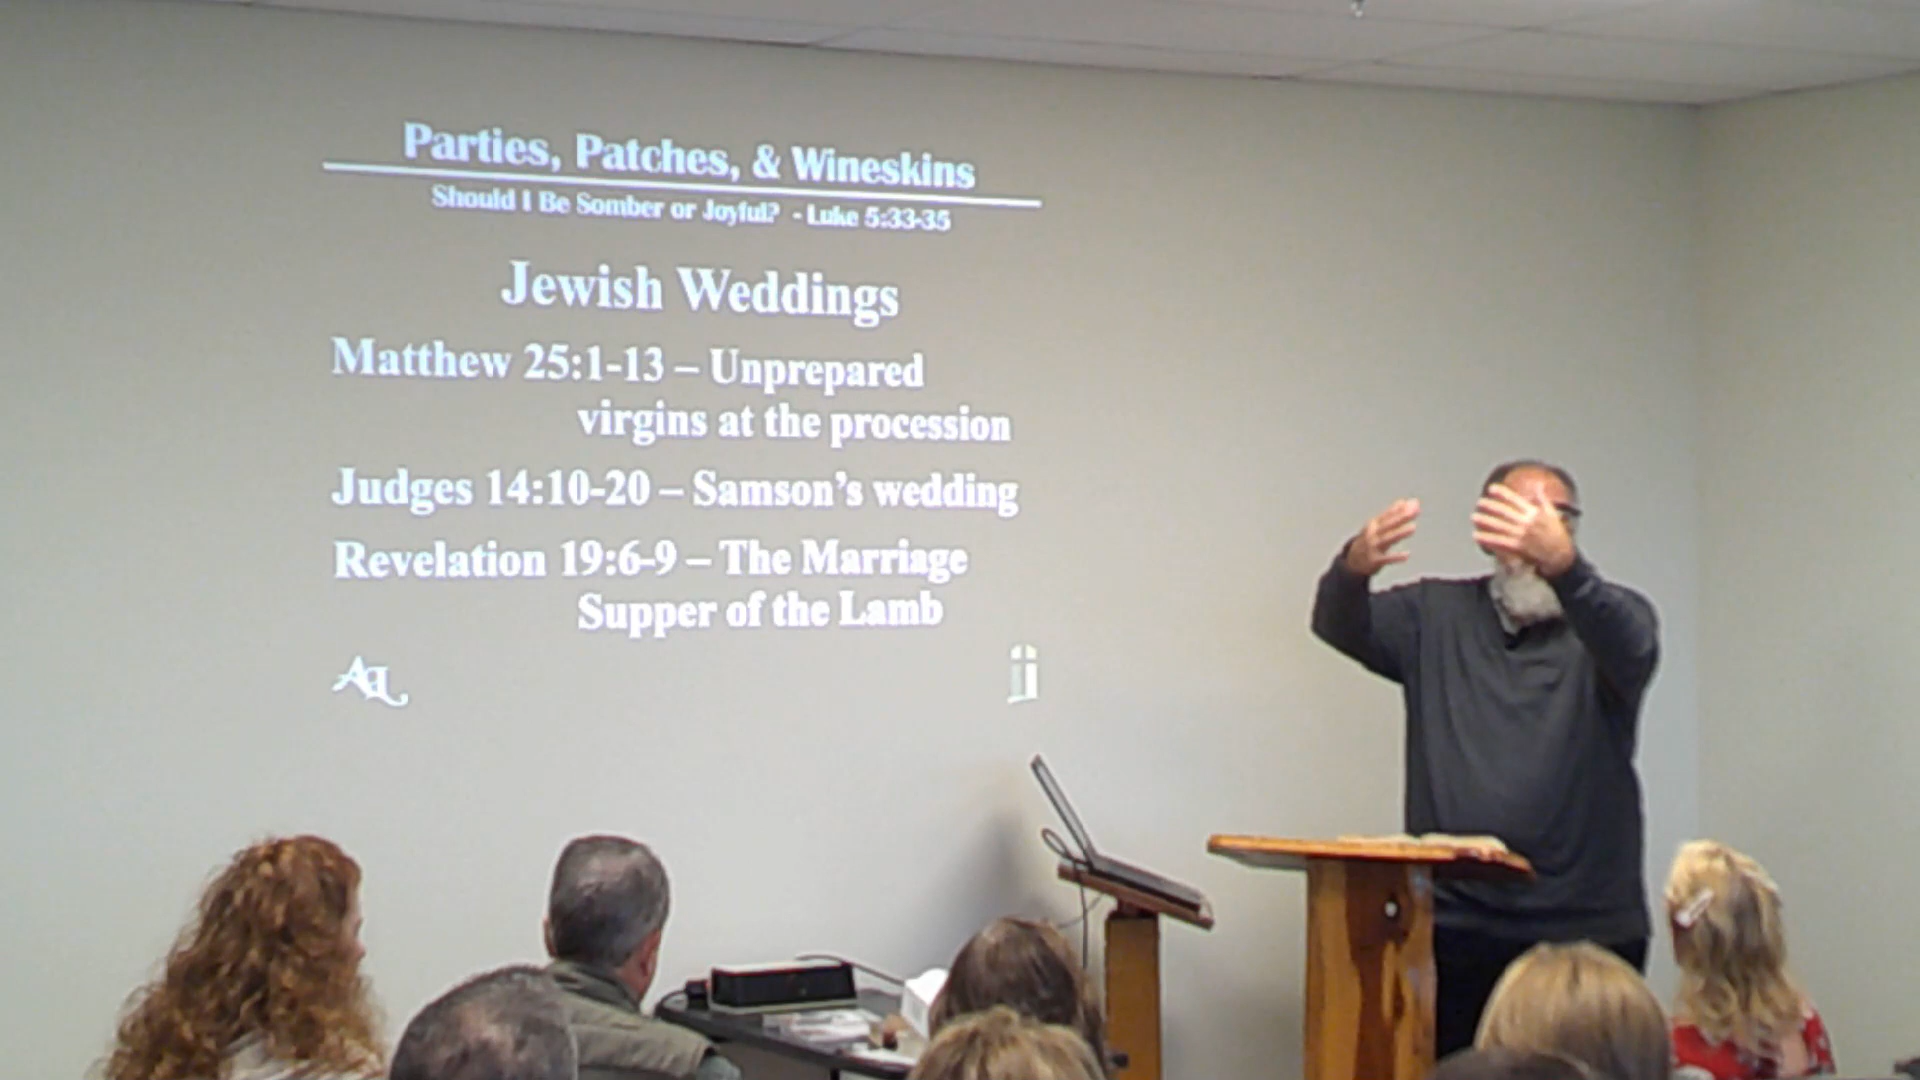 Parties, Patches, & Wineskins
Should I Be Somber or Joyful? - Luke 5:33-35
Jewish Weddings
Matthew 25:1-13 – Unprepared
virgins at the procession
Judges 14:10-20 – Samson's wedding
Revelation 19:6-9 – The Marriage
Supper of the Lamb